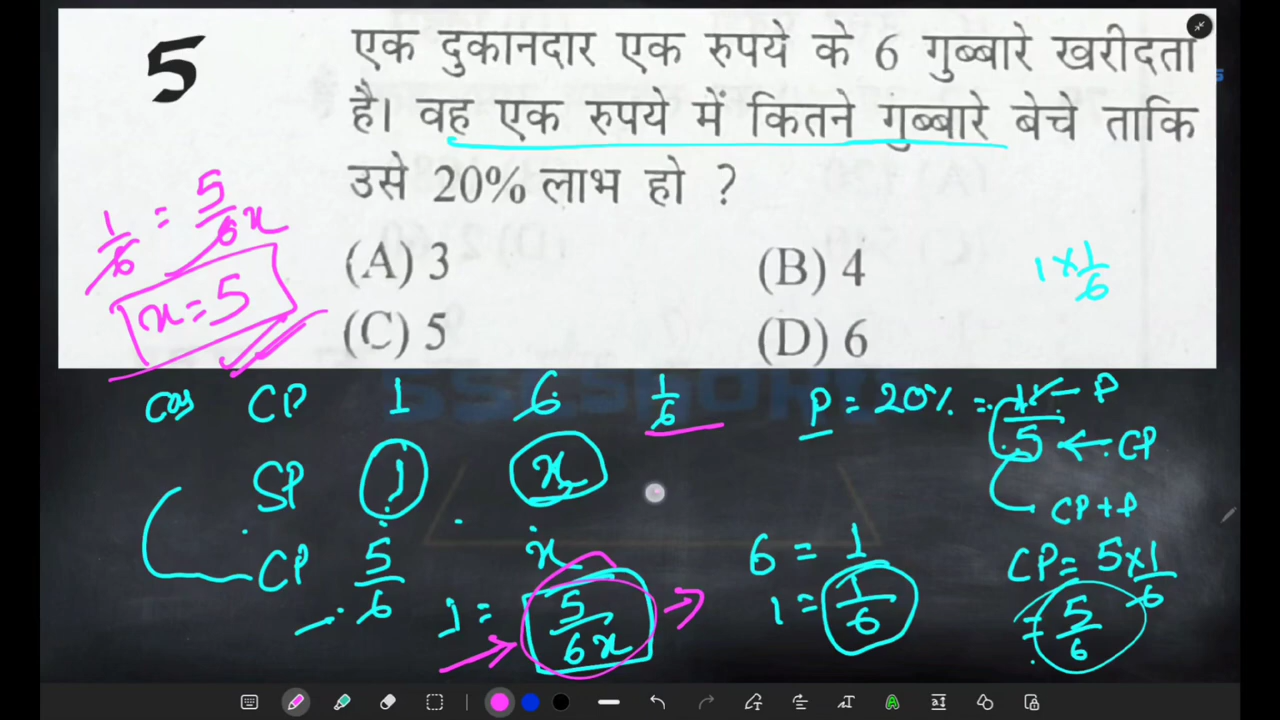 5
एक दुकानदार एक रुपये के 6 गुब्बारे खरीदता
है। वह एक रुपये में कितने गुब्बारे बेचे ताकि
उसे 20% लाभ हो ?
(A) 3 (B) 4
(C) 5 (D) 6
1/6 = 5/6x
x = 5
1 × 1/6
CP 1 6 1/6
SP 1 x
CP 5/6 x
1 = 5/6x
P = 20% = 1/5
← P
← CP
CP + P
6 = 1
1 = 1/6
CP = 5 × 1/6
= 5/6